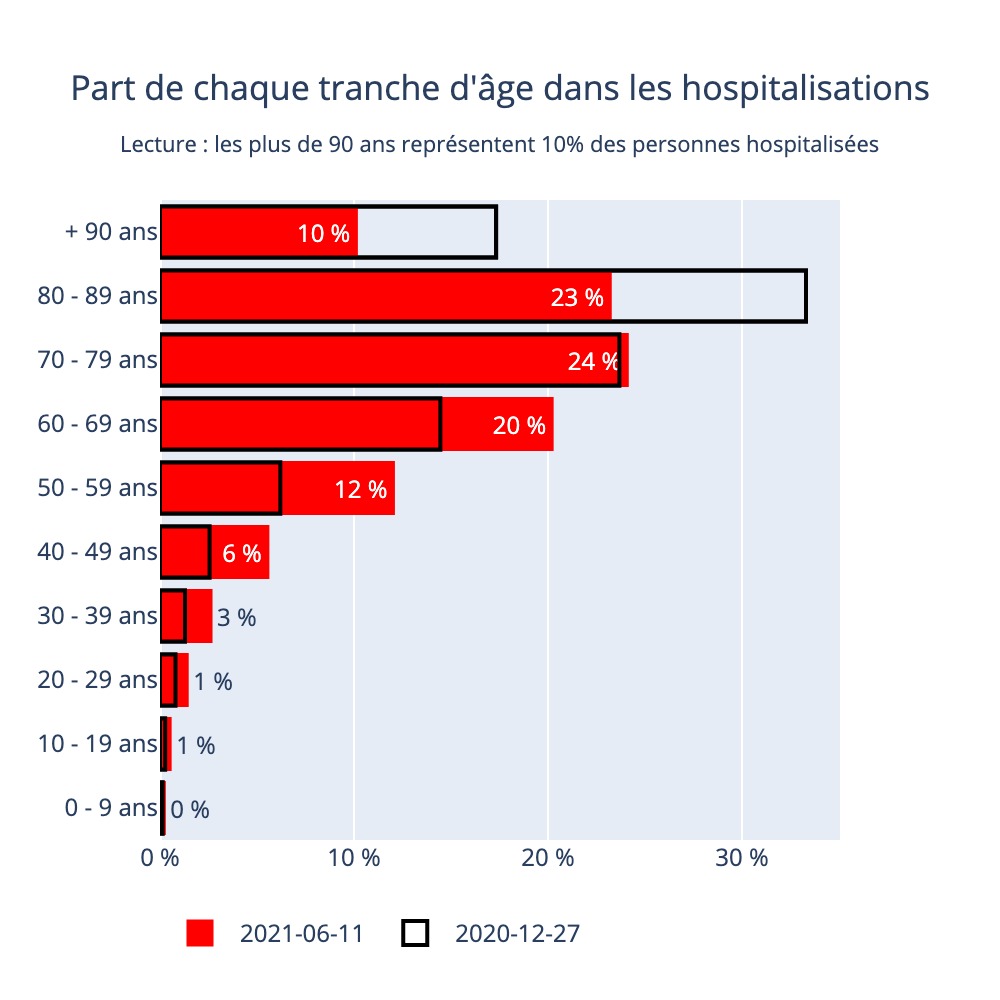 Part de chaque tranche d'âge dans les hospitalisations
Lecture : les plus de 90 ans représentent 10% des personnes hospitalisées
+ 90 ans 10 %
80 - 89 ans 23 %
70 - 79 ans 24 %
60 - 69 ans 20 %
50 - 59 ans 12 %
40 - 49 ans 6 %
30 - 39 ans 3 %
20 - 29 ans 1 %
10 - 19 ans 1 %
0 - 9 ans 0 %
0 % 10 % 20 % 30 %
2021-06-11 2020-12-27